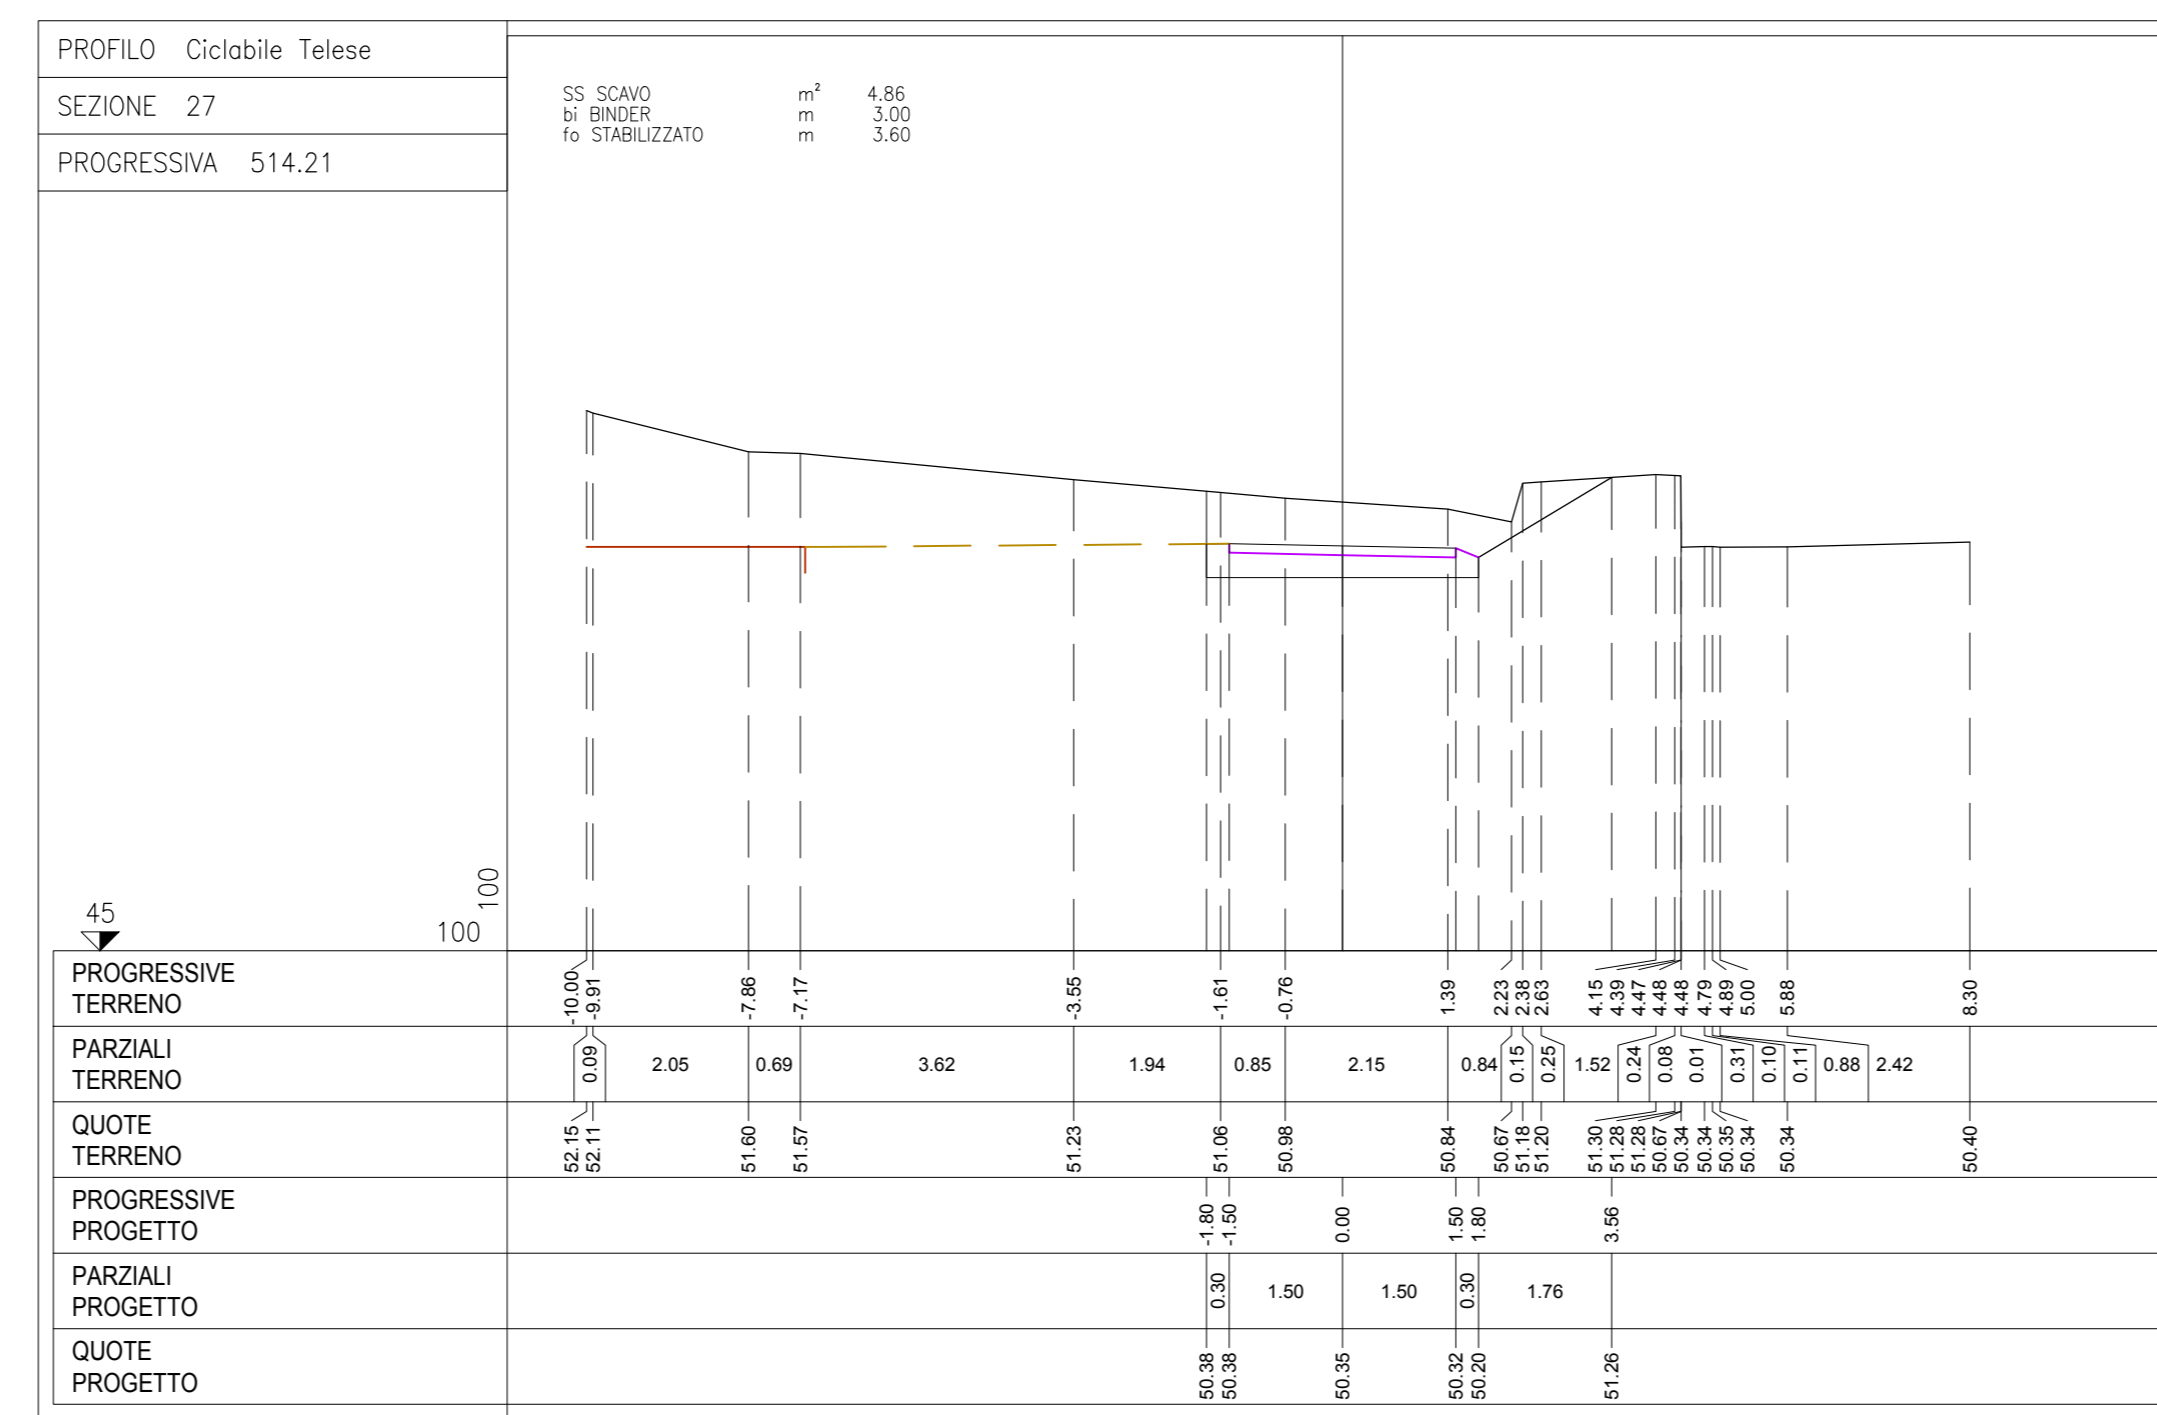 PROFILO Ciclabile Telese
SEZIONE 27
PROGRESSIVA 514.21
SS SCAVO m² 4.86
bi BINDER m 3.00
fo STABILIZZATO m 3.60
45
100
100
PROGRESSIVE TERRENO
-10.00 -9.91 -7.86 -7.17 -3.55 -1.61 -0.76 1.39 2.23 2.38 2.63 4.15 4.39 4.47 4.48 4.48 4.79 4.89 5.00 5.88 8.30
PARZIALI TERRENO
0.09 2.05 0.69 3.62 1.94 0.85 2.15 0.84 0.15 0.25 1.52 0.24 0.08 0.01 0.31 0.10 0.11 0.88 2.42
QUOTE TERRENO
52.15 52.11 51.60 51.57 51.23 51.06 50.98 50.84 50.67 51.18 51.20 51.30 51.28 51.28 50.67 50.34 50.34 50.35 50.34 50.34 50.40
PROGRESSIVE PROGETTO
-1.80 -1.50 0.00 1.50 1.80 3.56
PARZIALI PROGETTO
0.30 1.50 1.50 0.30 1.76
QUOTE PROGETTO
50.38 50.38 50.35 50.32 50.20 51.26